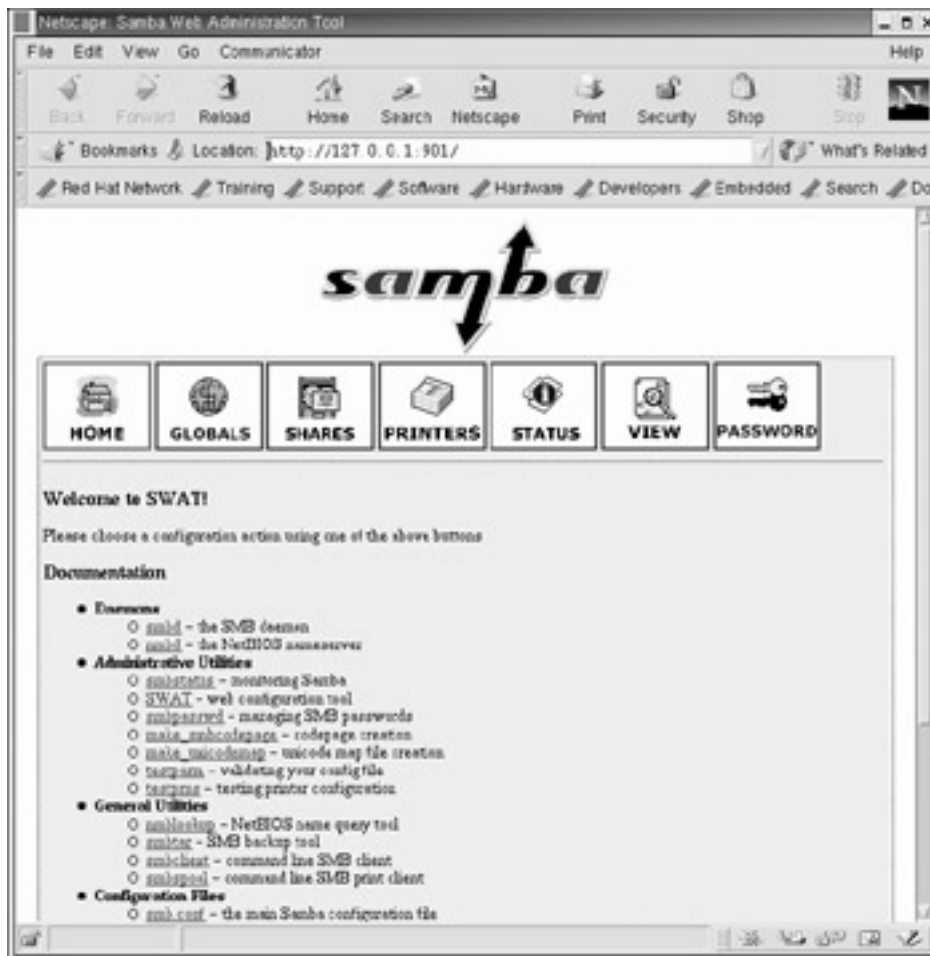 Netscape: Samba Web Administration Tool
File Edit View Go Communicator Help
Back Forward Reload Home Search Netscape Print Security Shop Stop N
Bookmarks Location: http://127.0.0.1:901/ What's Related
Red Hat Network Training Support Software Hardware Developers Embedded Search Do
samba
HOME GLOBALS SHARES PRINTERS STATUS VIEW PASSWORD
Welcome to SWAT!
Please choose a configuration action using one of the above buttons
Documentation
Daemons
smbd - the SMB daemon
nmbd - the NetBIOS nameserver
Administrative Utilities
smbstatus - monitoring Samba
SWAT - web configuration tool
smbpasswd - managing SMB passwords
make_smbcodepage - codepage creation
make_unicodemap - unicode map file creation
testparm - validating your config file
testprns - testing printer configuration
General Utilities
nmblookup - NetBIOS name query tool
smbtar - SMB backup tool
smbclient - command line SMB client
smbspool - command line SMB print client
Configuration Files
smb.conf - the main Samba configuration file